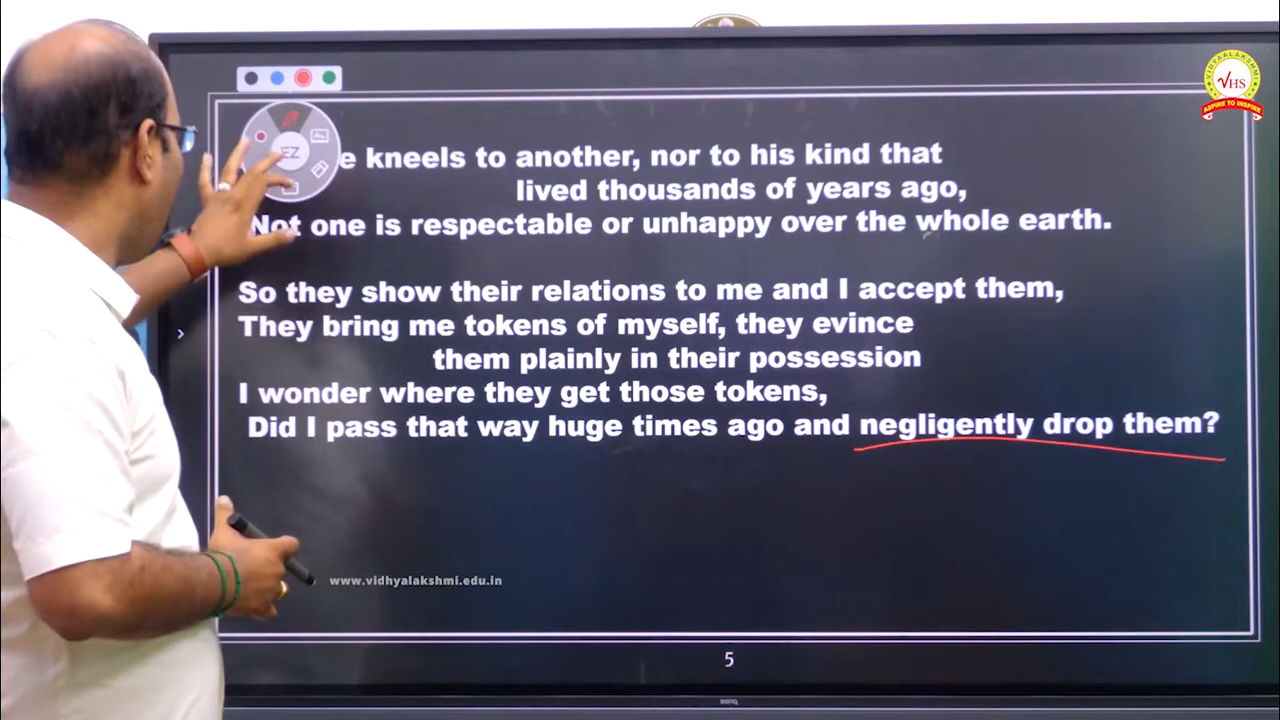 VIDYAALAKSHMI
VHS
ASPIRE TO INSPIRE
EZ
kneels to another, nor to his kind that
lived thousands of years ago,
Not one is respectable or unhappy over the whole earth.
So they show their relations to me and I accept them,
They bring me tokens of myself, they evince
them plainly in their possession
I wonder where they get those tokens,
Did I pass that way huge times ago and negligently drop them?
www.vidhyalakshmi.edu.in
5
BenQ